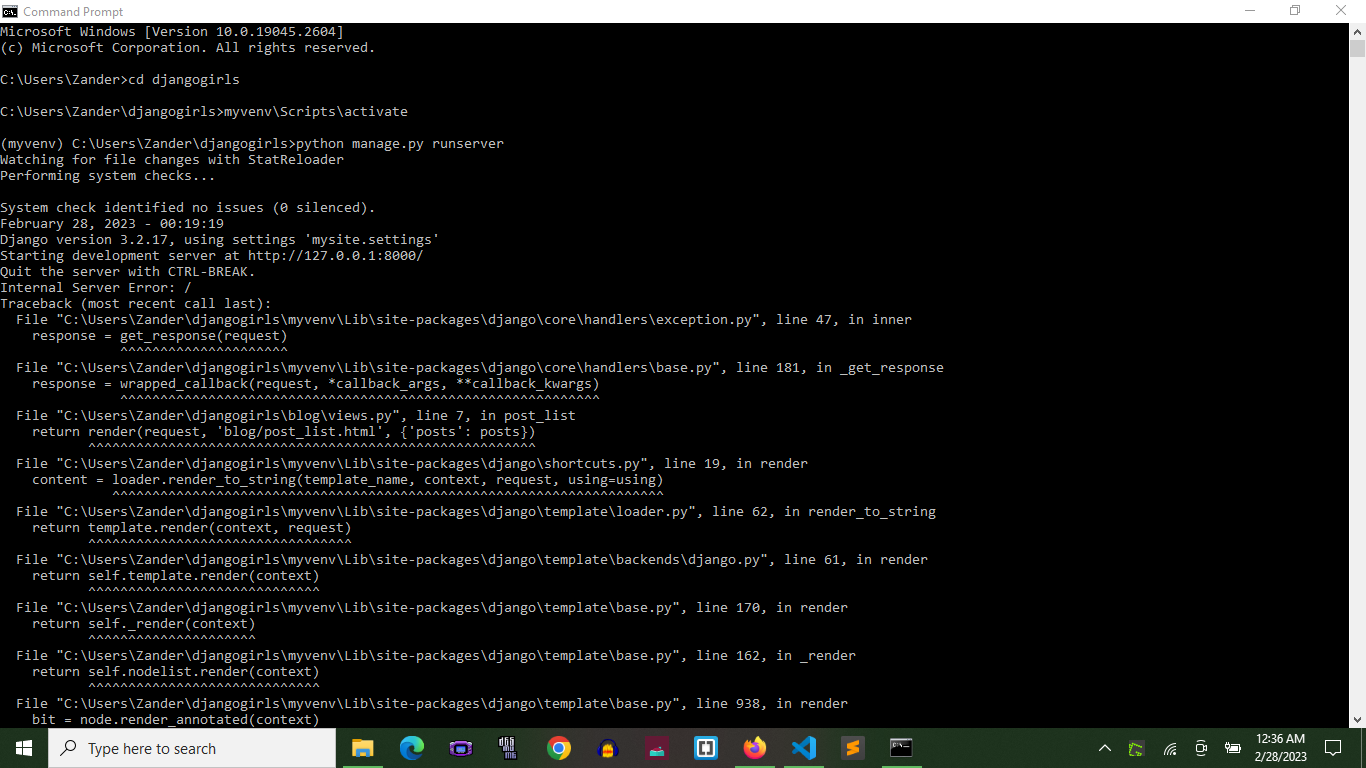 Command Prompt
Microsoft Windows [Version 10.0.19045.2604]
(c) Microsoft Corporation. All rights reserved.
C:\Users\Zander>cd djangogirls
C:\Users\Zander\djangogirls>myvenv\Scripts\activate
(myvenv) C:\Users\Zander\djangogirls>python manage.py runserver
Watching for file changes with StatReloader
Performing system checks...
System check identified no issues (0 silenced).
February 28, 2023 - 00:19:19
Django version 3.2.17, using settings 'mysite.settings'
Starting development server at http://127.0.0.1:8000/
Quit the server with CTRL-BREAK.
Internal Server Error: /
Traceback (most recent call last):
  File "C:\Users\Zander\djangogirls\myvenv\Lib\site-packages\django\core\handlers\exception.py", line 47, in inner
    response = get_response(request)
               ^^^^^^^^^^^^^^^^^^^^^
  File "C:\Users\Zander\djangogirls\myvenv\Lib\site-packages\django\core\handlers\base.py", line 181, in _get_response
    response = wrapped_callback(request, *callback_args, **callback_kwargs)
               ^^^^^^^^^^^^^^^^^^^^^^^^^^^^^^^^^^^^^^^^^^^^^^^^^^^^^^^^^^^^
  File "C:\Users\Zander\djangogirls\blog\views.py", line 7, in post_list
    return render(request, 'blog/post_list.html', {'posts': posts})
           ^^^^^^^^^^^^^^^^^^^^^^^^^^^^^^^^^^^^^^^^^^^^^^^^^^^^^^^^
  File "C:\Users\Zander\djangogirls\myvenv\Lib\site-packages\django\shortcuts.py", line 19, in render
    content = loader.render_to_string(template_name, context, request, using=using)
              ^^^^^^^^^^^^^^^^^^^^^^^^^^^^^^^^^^^^^^^^^^^^^^^^^^^^^^^^^^^^^^^^^^^^^
  File "C:\Users\Zander\djangogirls\myvenv\Lib\site-packages\django\template\loader.py", line 62, in render_to_string
    return template.render(context, request)
           ^^^^^^^^^^^^^^^^^^^^^^^^^^^^^^^^^
  File "C:\Users\Zander\djangogirls\myvenv\Lib\site-packages\django\template\backends\django.py", line 61, in render
    return self.template.render(context)
           ^^^^^^^^^^^^^^^^^^^^^^^^^^^^^
  File "C:\Users\Zander\djangogirls\myvenv\Lib\site-packages\django\template\base.py", line 170, in render
    return self._render(context)
           ^^^^^^^^^^^^^^^^^^^^^
  File "C:\Users\Zander\djangogirls\myvenv\Lib\site-packages\django\template\base.py", line 162, in _render
    return self.nodelist.render(context)
           ^^^^^^^^^^^^^^^^^^^^^^^^^^^^^
  File "C:\Users\Zander\djangogirls\myvenv\Lib\site-packages\django\template\base.py", line 938, in render
    bit = node.render_annotated(context)
Type here to search
12:36 AM
2/28/2023